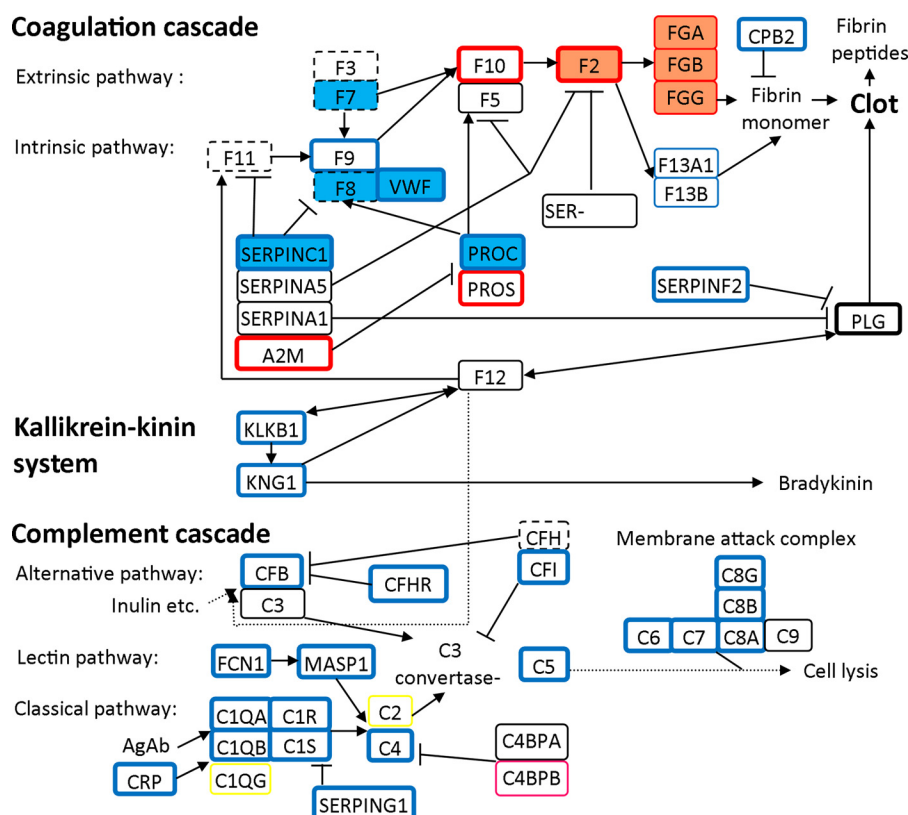 Coagulation cascade
Extrinsic pathway :
F3
F7
F10
F5
F2
FGA
FGB
FGG
CPB2
Fibrin
peptides
Fibrin
monomer
Clot
Intrinsic pathway:
F11
F9
F8
VWF
F13A1
F13B
SER-
SERPINC1
SERPINA5
SERPINA1
A2M
PROC
PROS
SERPINF2
PLG
F12
Kallikrein-kinin
system
KLKB1
KNG1
Bradykinin
Complement cascade
Alternative pathway:
Inulin etc.
CFB
C3
CFHR
CFH
CFI
Membrane attack complex
C8G
C8B
C6
C7
C8A
C9
Cell lysis
Lectin pathway:
FCN1
MASP1
C3
convertase-
C5
Classical pathway:
AgAb
CRP
C1QA
C1R
C1QB
C1S
C1QG
C2
C4
C4BPA
C4BPB
SERPING1